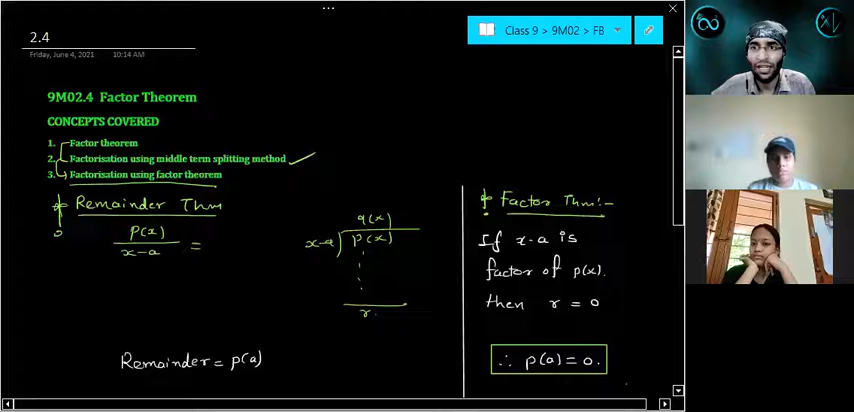 ...
Class 9 > 9M02 > FB
2.4
Friday, June 4, 2021 10:14 AM
9M02.4 Factor Theorem
CONCEPTS COVERED
1. Factor theorem
2. Factorisation using middle term splitting method
3. Factorisation using factor theorem
Remainder Thm
p(x)
x-a
=
q(x)
x-a) p(x)
r
Remainder = p(a)
Factor Thm:-
If x-a is
factor of p(x).
then r = 0
∴ p(a) = 0.